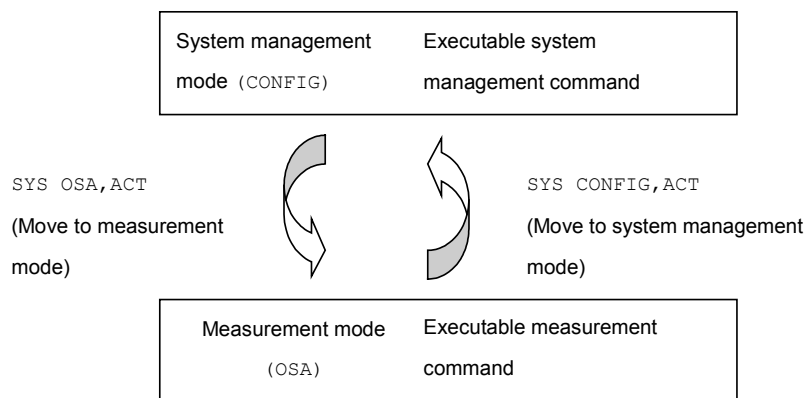 System management
mode (CONFIG)
Executable system
management command
SYS OSA,ACT
(Move to measurement
mode)
SYS CONFIG,ACT
(Move to system management
mode)
Measurement mode
(OSA)
Executable measurement
command